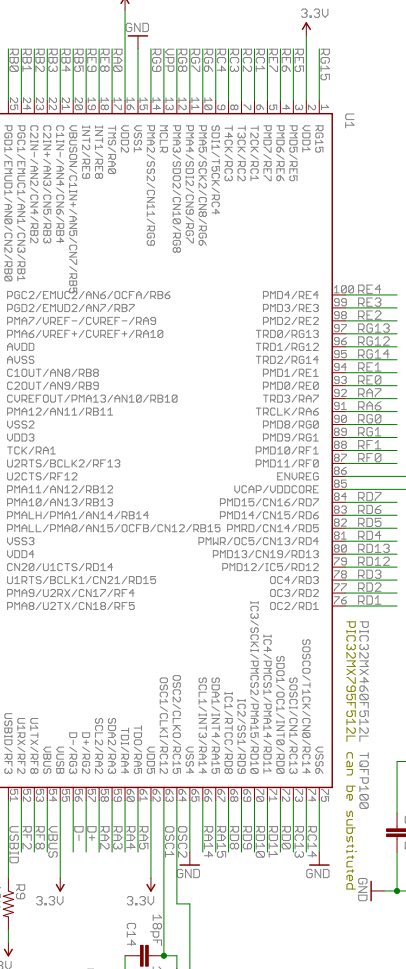 GND
3.3V
RB0
RB1
RB2
RB3
RB4
RB5
RE9
RE8
RA0
RG9
VPP
RG8
RG7
RG6
RC4
RC3
RC2
RC1
RE7
RE6
RE5
RG15
25
24
23
22
21
20
19
18
17
16
15
14
13
12
11
10
9
8
7
6
5
4
3
2
1
U1
PGD1/EMUD1/AN0/CN2/RB0
PGC1/EMUC1/AN1/CN3/RB1
C2IN-/AN2/CN4/RB2
C2IN+/AN3/CN5/RB3
C1IN-/AN4/CN6/RB4
VBUSON/C1IN+/AN5/CN7/RB5
INT2/RE9
INT1/RE8
TMS/RA0
VDD2
VSS1
PMA2/SS2/CN11/RG9
MCLR
PMA3/SDO2/CN10/RG8
PMA4/SDI2/CN9/RG7
PMA5/SCK2/CN8/RG6
SDI1/T5CK/RC4
T4CK/RC3
T3CK/RC2
T2CK/RC1
PMD7/RE7
PMD6/RE6
PMD5/RE5
VDD1
RG15
PGC2/EMUC2/AN6/OCFA/RB6
PMD4/RE4
100 RE4
PGD2/EMUD2/AN7/RB7
PMD3/RE3
99 RE3
PMA7/VREF-/CVREF-/RA9
PMD2/RE2
98 RE2
PMA6/VREF+/CVREF+/RA10
TRD0/RG13
97 RG13
AVDD
TRD1/RG12
96 RG12
AVSS
TRD2/RG14
95 RG14
C1OUT/AN8/RB8
PMD1/RE1
94 RE1
C2OUT/AN9/RB9
PMD0/RE0
93 RE0
CVREFOUT/PMA13/AN10/RB10
TRD3/RA7
92 RA7
PMA12/AN11/RB11
TRCLK/RA6
91 RA6
VSS2
PMD8/RG0
90 RG0
VDD3
PMD9/RG1
89 RG1
TCK/RA1
PMD10/RF1
88 RF1
U2RTS/BCLK2/RF13
PMD11/RF0
87 RF0
U2CTS/RF12
ENVREG
86
PMA11/AN12/RB12
VCAP/VDDCORE
85
PMA10/AN13/RB13
PMD15/CN16/RD7
84 RD7
PMALH/PMA1/AN14/RB14
PMD14/CN15/RD6
83 RD6
PMALL/PMA0/AN15/OCFB/CN12/RB15
PMRD/CN14/RD5
82 RD5
VSS3
PMWR/OC5/CN13/RD4
81 RD4
VDD4
PMD13/CN19/RD13
80 RD13
CN20/U1CTS/RD14
PMD12/IC5/RD12
79 RD12
U1RTS/BCLK1/CN21/RD15
OC4/RD3
78 RD3
PMA9/U2RX/CN17/RF4
OC3/RD2
77 RD2
PMA8/U2TX/CN18/RF5
OC2/RD1
76 RD1
USBID/RF3
U1RX/RF2
U1TX/RF8
VBUS
VUSB
D-/RG3
D+/RG2
SCL2/RA2
SDA2/RA3
TDI/RA4
TDO/RA5
VDD5
OSC1/CLKI/RC12
OSC2/CLKO/RC15
VSS4
SCL1/INT3/RA14
SDA1/INT4/RA15
IC1/RTCC/RD8
IC2/SS1/RD9
IC3/SCK1/PMCS2/PMA15/RD10
IC4/PMCS1/PMA14/RD11
SDO1/OC1/INT0/RD0
SOSCI/CN1/RC13
SOSCO/T1CK/CN0/RC14
VSS6
51
52
53
54
55
56
57
58
59
60
61
62
63
64
65
66
67
68
69
70
71
72
73
74
75
USBID
RF2
RF8
VBUS
D-
D+
RA2
RA3
RA4
RA5
OSC1
OSC2
RA14
RA15
RD8
RD9
RD10
RD11
RD0
RC13
RC14
PIC32MX460F512L TQFP100
PIC32MX795F512L can be substituted
GND
GND
GND
R9
3.3V
3.3V
18pF
C14